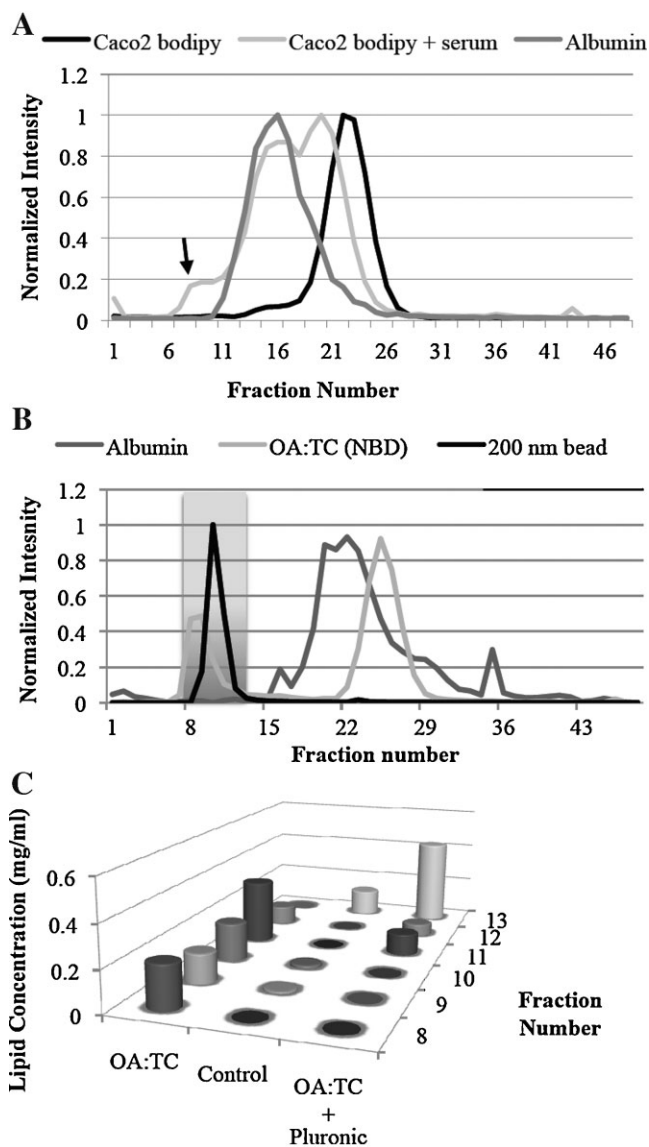 A
Caco2 bodipy Caco2 bodipy + serum Albumin
1.2
1
0.8
0.6
0.4
0.2
0
Normalized Intensity
1 6 11 16 21 26 31 36 41 46
Fraction Number
B
Albumin OA:TC (NBD) 200 nm bead
1.2
1
0.8
0.6
0.4
0.2
0
Normalized Intesnity
1 8 15 22 29 36 43
Fraction number
C
Lipid Concentration (mg/ml)
0.6
0.4
0.2
0
13
12
11
10
9
8
Fraction
Number
OA:TC
Control
OA:TC
+
Pluronic